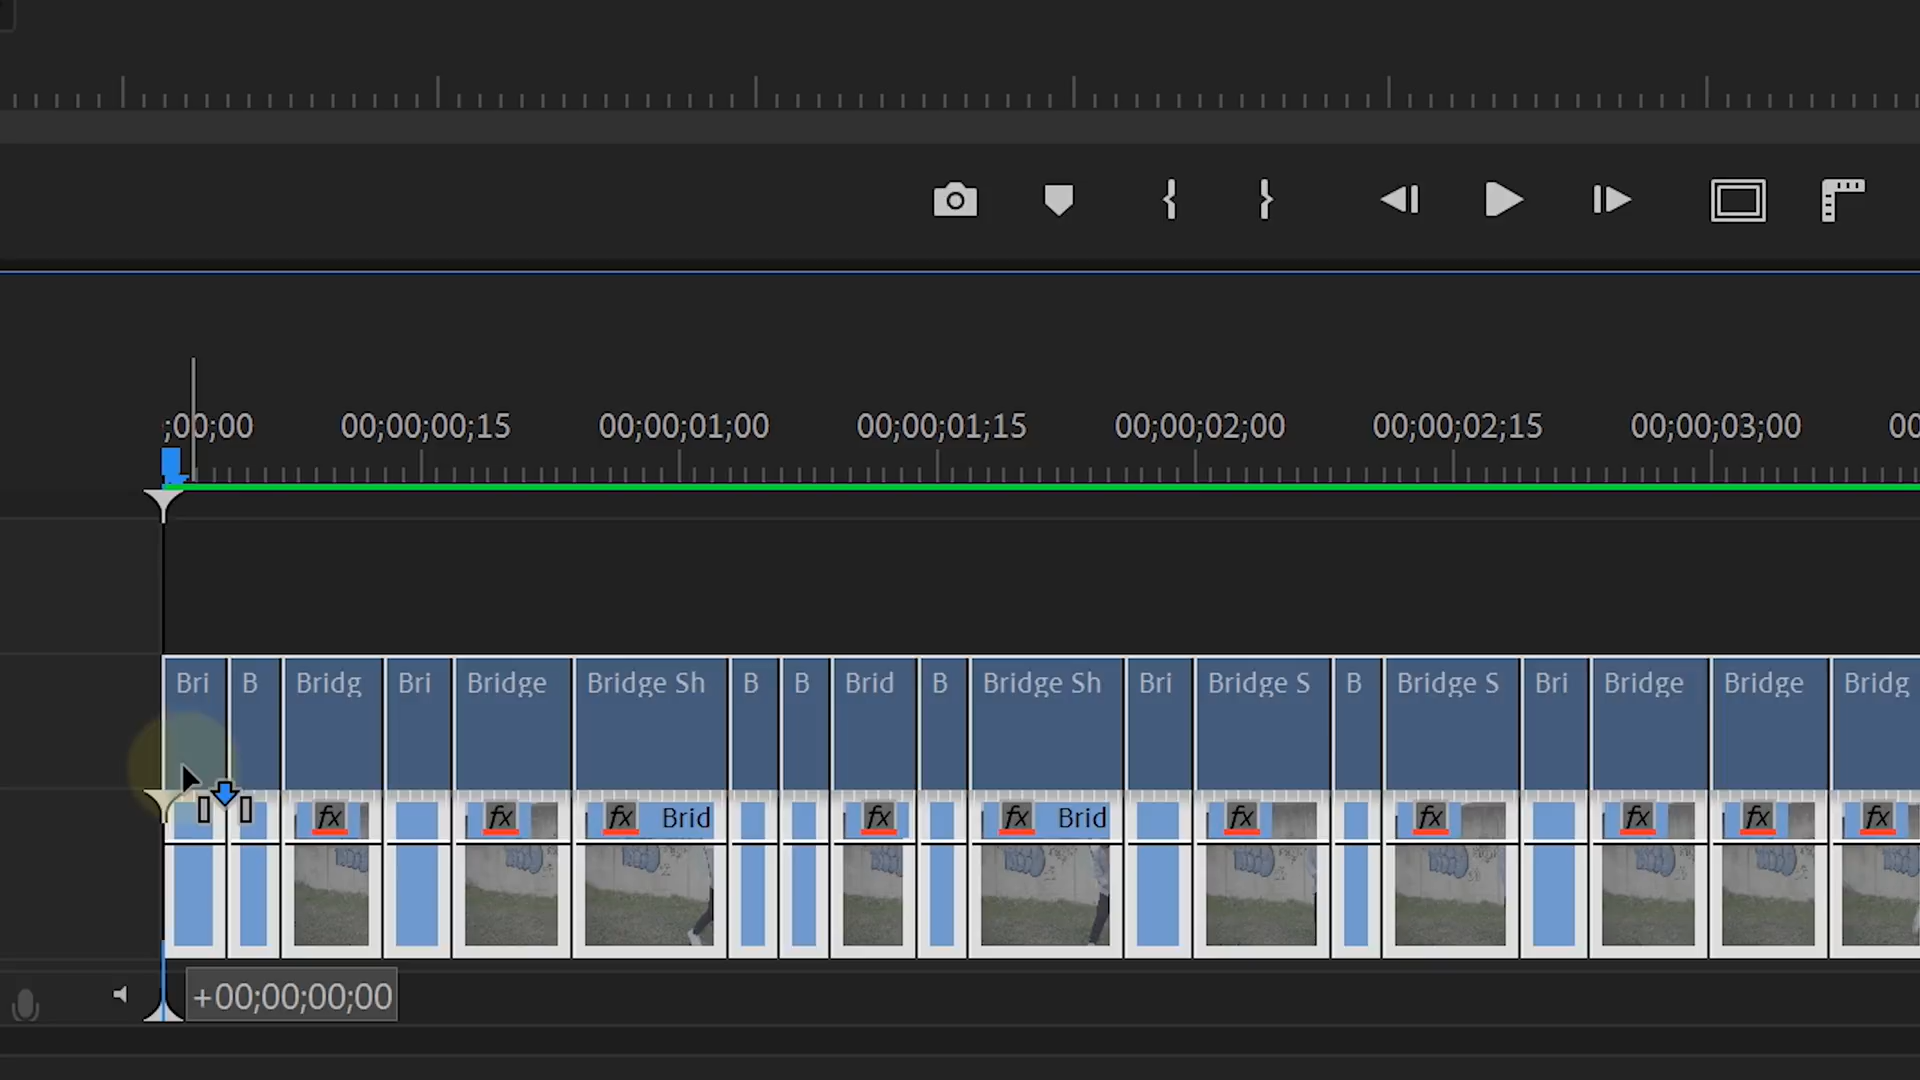 ;00;00 00;00;00;15 00;00;01;00 00;00;01;15 00;00;02;00 00;00;02;15 00;00;03;00 00
Bri B Bridg Bri Bridge Bridge Sh B B Brid B Bridge Sh Bri Bridge S B Bridge S Bri Bridge Bridge Bridg
fx fx fx Brid fx fx Brid fx fx fx fx fx
+00;00;00;00